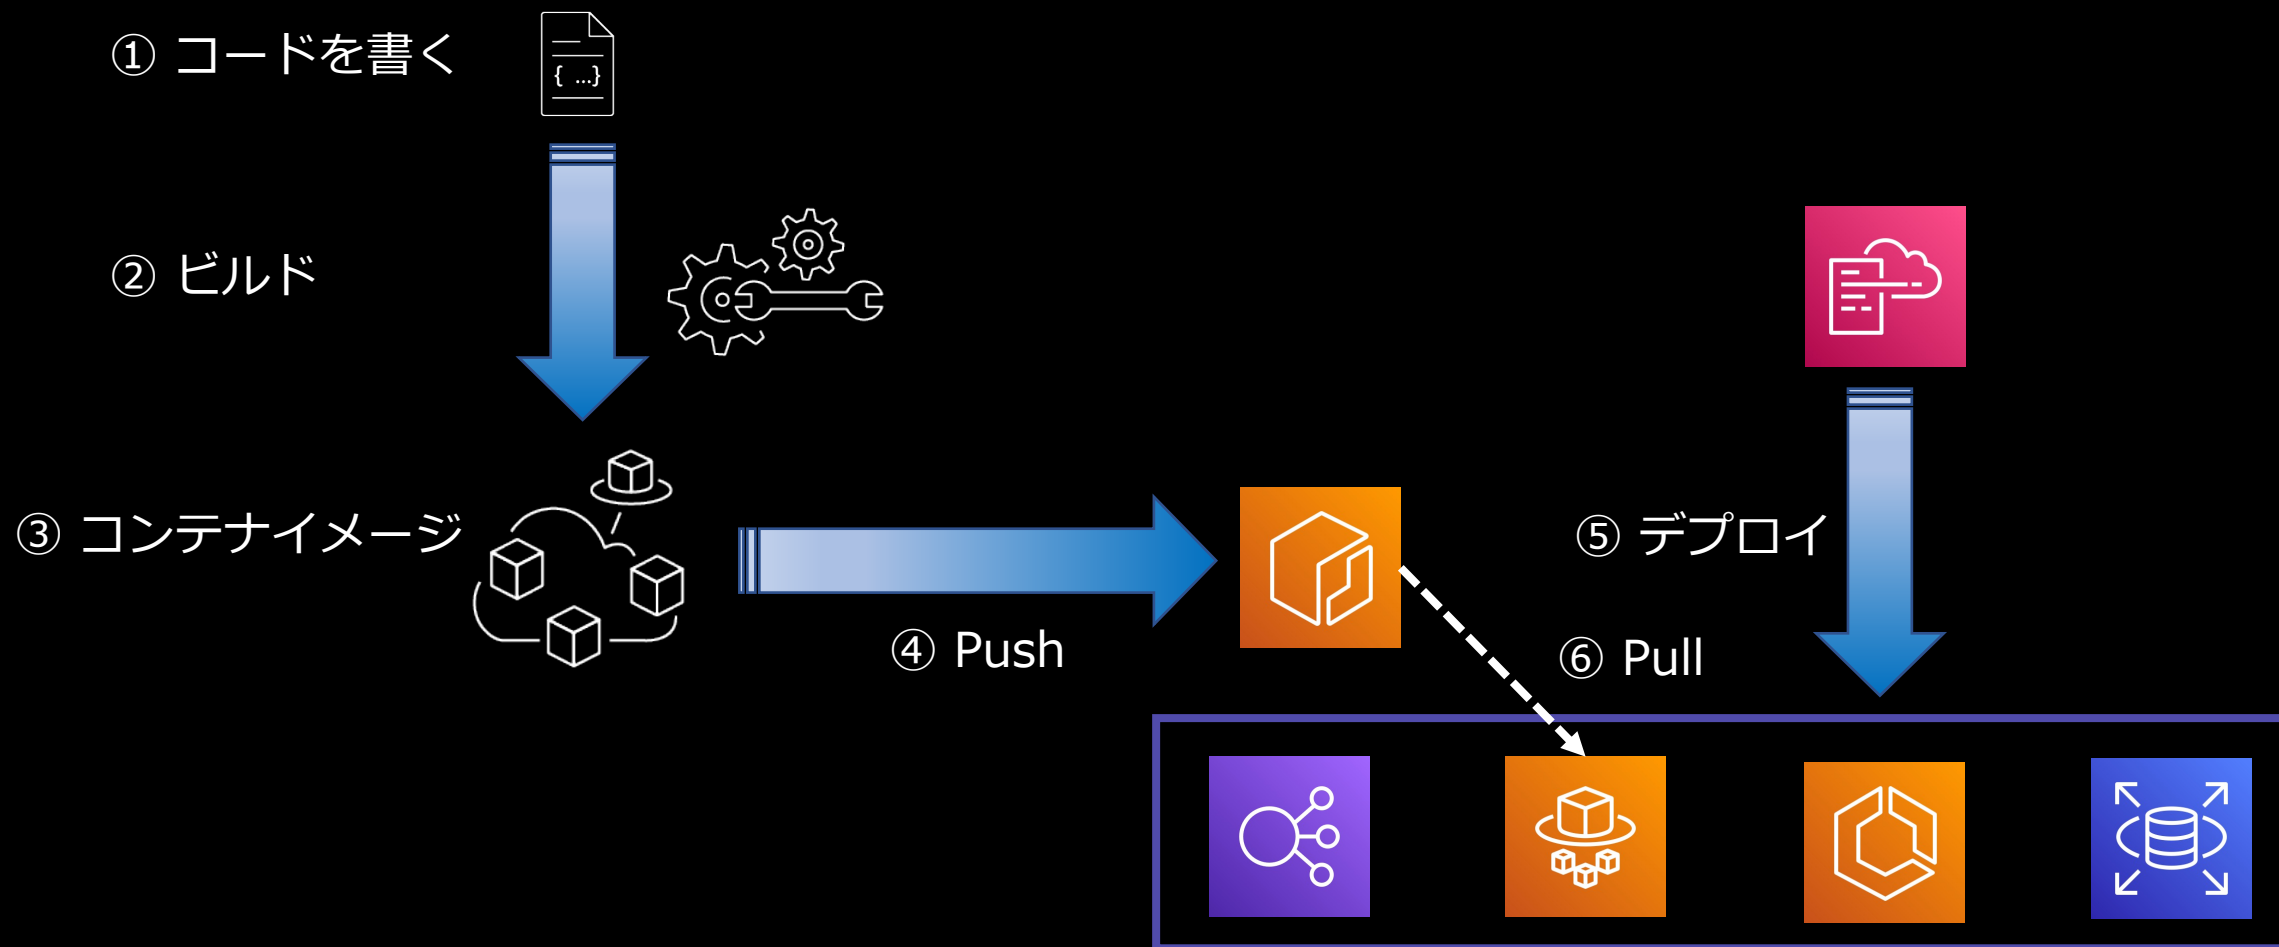 ① コードを書く
{ ...}
② ビルド
③ コンテナイメージ
④ Push
⑤ デプロイ
⑥ Pull